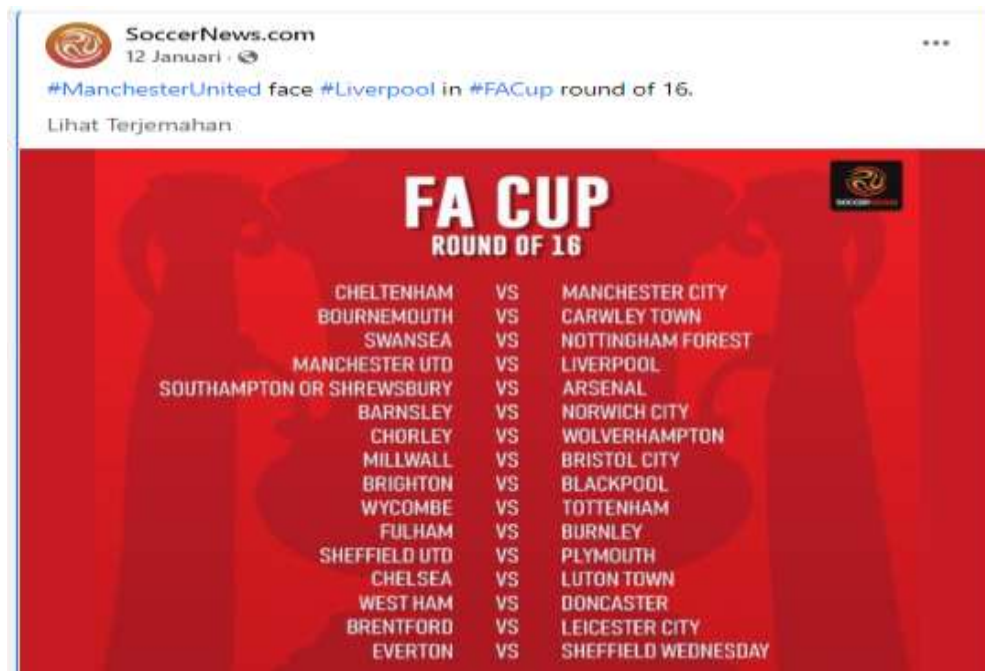 SoccerNews.com
12 Januari ·
#ManchesterUnited face #Liverpool in #FACup round of 16.
Lihat Terjemahan
FA CUP
ROUND OF 16
CHELTENHAM VS MANCHESTER CITY
BOURNEMOUTH VS CARWLEY TOWN
SWANSEA VS NOTTINGHAM FOREST
MANCHESTER UTD VS LIVERPOOL
SOUTHAMPTON OR SHREWSBURY VS ARSENAL
BARNSLEY VS NORWICH CITY
CHORLEY VS WOLVERHAMPTON
MILLWALL VS BRISTOL CITY
BRIGHTON VS BLACKPOOL
WYCOMBE VS TOTTENHAM
FULHAM VS BURNLEY
SHEFFIELD UTD VS PLYMOUTH
CHELSEA VS LUTON TOWN
WEST HAM VS DONCASTER
BRENTFORD VS LEICESTER CITY
EVERTON VS SHEFFIELD WEDNESDAY